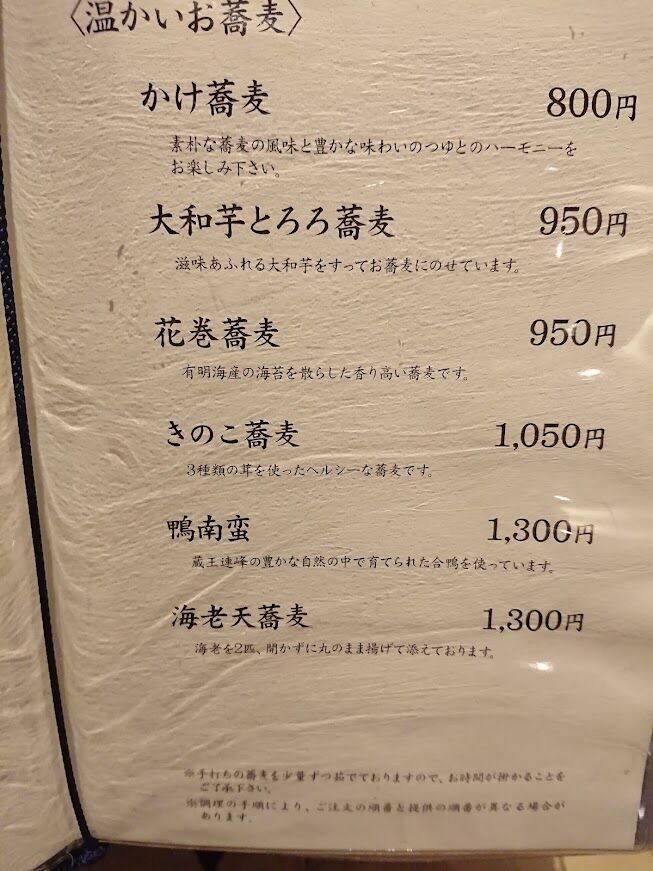 〈温かいお蕎麦〉
かけ蕎麦 800円
素朴な蕎麦の風味と豊かな味わいのつゆとのハーモニーを
お楽しみ下さい。
大和芋とろろ蕎麦 950円
滋味あふれる大和芋をすってお蕎麦にのせています。
花巻蕎麦 950円
有明海産の海苔を散らした香り高い蕎麦です。
きのこ蕎麦 1,050円
3種類の茸を使ったヘルシーな蕎麦です。
鴨南蛮 1,300円
蔵王連峰の豊かな自然の中で育てられた合鴨を使っています。
海老天蕎麦 1,300円
海老を2匹、開かずに丸のまま揚げて添えております。
※手打ちの蕎麦を少量ずつ茹でておりますので、お時間が掛かることを
ご了承下さい。
※調理の手順により、ご注文の順番と提供の順番が異なる場合が
あります。